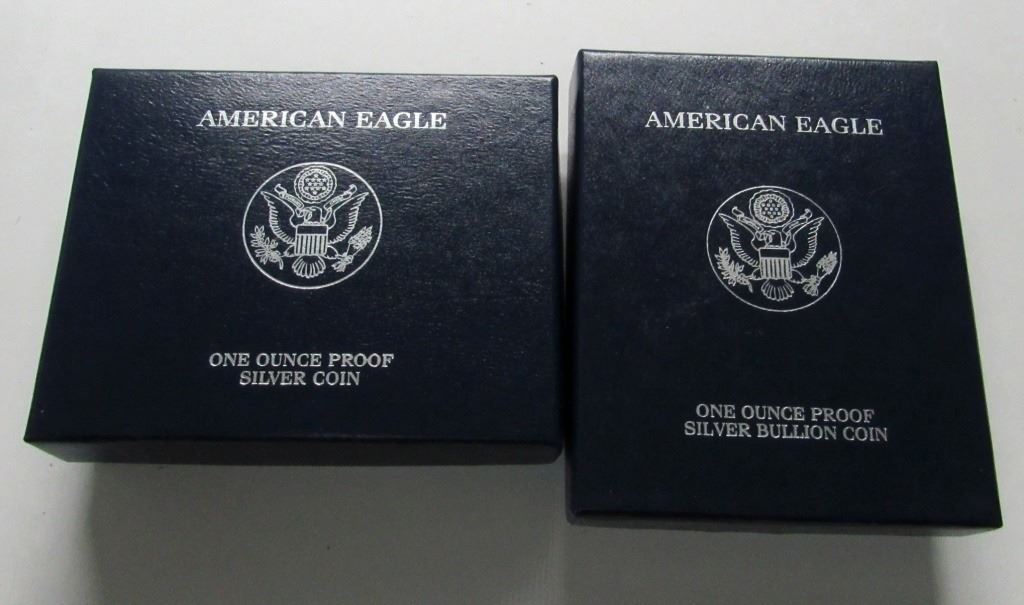 AMERICAN EAGLE
ONE OUNCE PROOF
SILVER COIN
AMERICAN EAGLE
ONE OUNCE PROOF
SILVER BULLION COIN